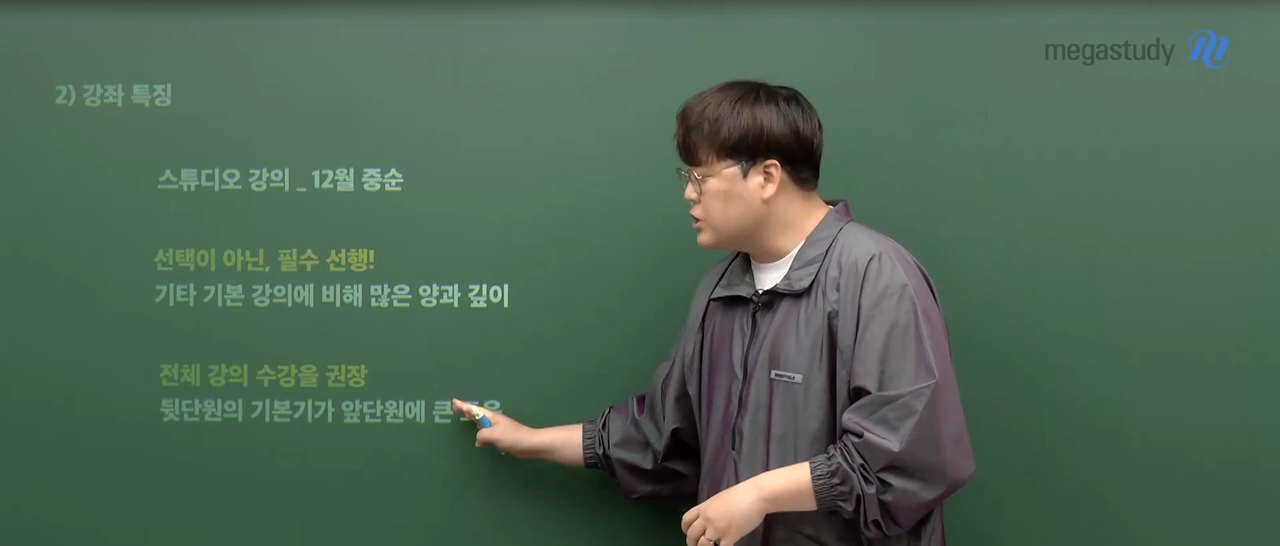 megastudy
2) 강좌 특징
스튜디오 강의 _ 12월 중순
선택이 아닌, 필수 선행!
기타 기본 강의에 비해 많은 양과 깊이
전체 강의 수강을 권장
뒷단원의 기본기가 앞단원에 큰